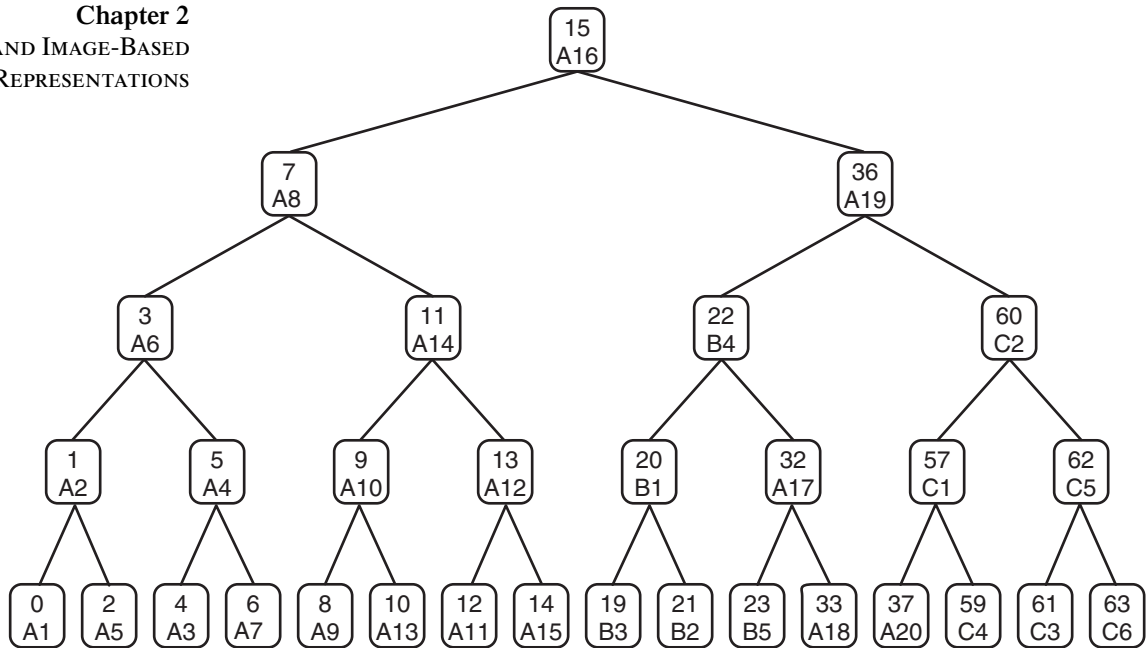 Chapter 2
AND IMAGE-BASED
REPRESENTATIONS
15
A16
7
A8
36
A19
3
A6
11
A14
22
B4
60
C2
1
A2
5
A4
9
A10
13
A12
20
B1
32
A17
57
C1
62
C5
0
A1
2
A5
4
A3
6
A7
8
A9
10
A13
12
A11
14
A15
19
B3
21
B2
23
B5
33
A18
37
A20
59
C4
61
C3
63
C6